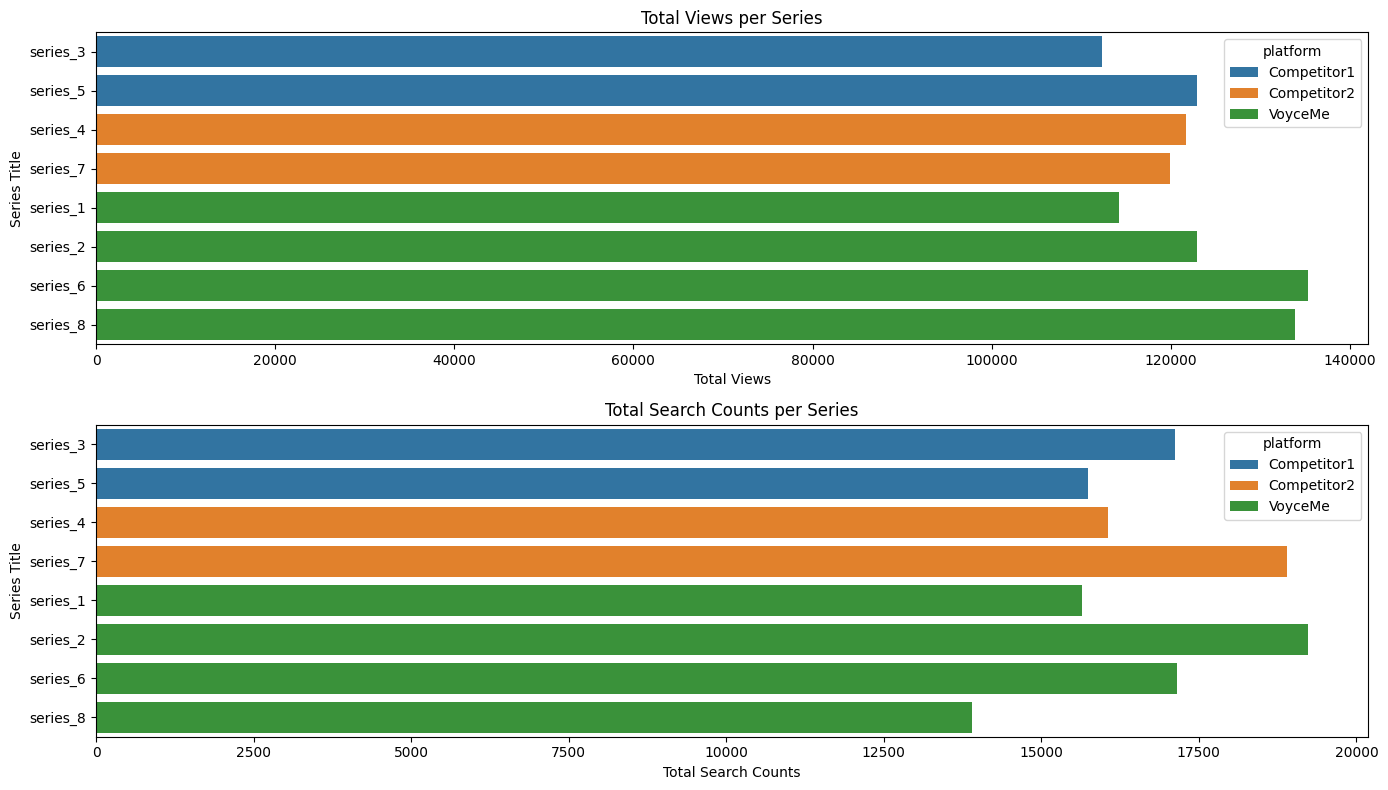 Total Views per Series
series_3
series_5
series_4
series_7
series_1
series_2
series_6
series_8
Series Title
platform
Competitor1
Competitor2
VoyceMe
0 20000 40000 60000 80000 100000 120000 140000
Total Views
Total Search Counts per Series
series_3
series_5
series_4
series_7
series_1
series_2
series_6
series_8
Series Title
platform
Competitor1
Competitor2
VoyceMe
0 2500 5000 7500 10000 12500 15000 17500 20000
Total Search Counts